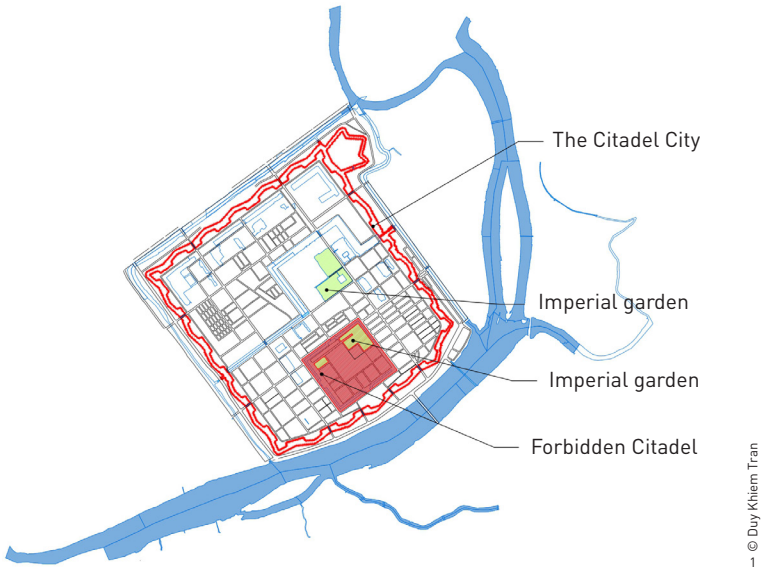 The Citadel City
Imperial garden
Imperial garden
Forbidden Citadel
1 © Duy Khiem Tran